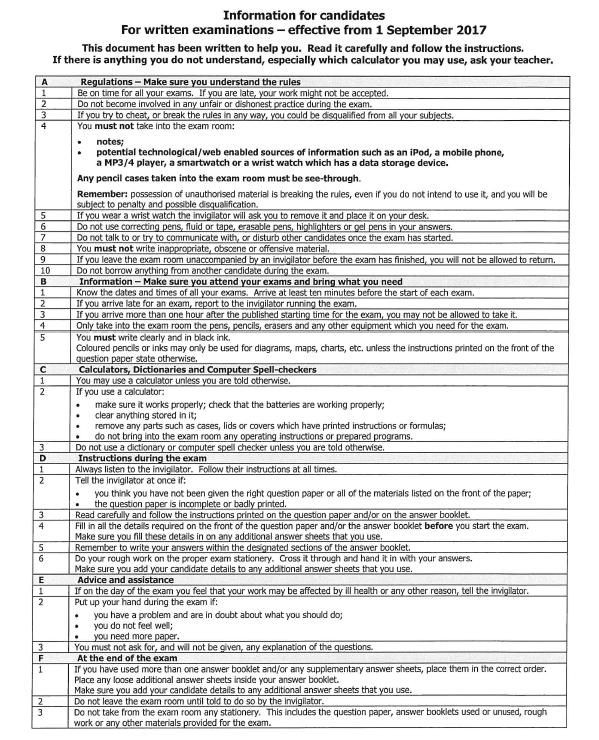 Information for candidates
For written examinations – effective from 1 September 2017
This document has been written to help you. Read it carefully and follow the instructions.
If there is anything you do not understand, especially which calculator you may use, ask your teacher.
A Regulations – Make sure you understand the rules
1 Be on time for all your exams. If you are late, your work might not be accepted.
2 Do not become involved in any unfair or dishonest practice during the exam.
3 If you try to cheat, or break the rules in any way, you could be disqualified from all your subjects.
4 You must not take into the exam room:
• notes;
• potential technological/web enabled sources of information such as an iPod, a mobile phone,
a MP3/4 player, a smartwatch or a wrist watch which has a data storage device.
Any pencil cases taken into the exam room must be see-through.
Remember: possession of unauthorised material is breaking the rules, even if you do not intend to use it, and you will be
subject to penalty and possible disqualification.
5 If you wear a wrist watch the invigilator will ask you to remove it and place it on your desk.
6 Do not use correcting pens, fluid or tape, erasable pens, highlighters or gel pens in your answers.
7 Do not talk to or try to communicate with, or disturb other candidates once the exam has started.
8 You must not write inappropriate, obscene or offensive material.
9 If you leave the exam room unaccompanied by an invigilator before the exam has finished, you will not be allowed to return.
10 Do not borrow anything from another candidate during the exam.
B Information – Make sure you attend your exams and bring what you need
1 Know the dates and times of all your exams. Arrive at least ten minutes before the start of each exam.
2 If you arrive late for an exam, report to the invigilator running the exam.
3 If you arrive more than one hour after the published starting time for the exam, you may not be allowed to take it.
4 Only take into the exam room the pens, pencils, erasers and any other equipment which you need for the exam.
5 You must write clearly and in black ink.
Coloured pencils or inks may only be used for diagrams, maps, charts, etc. unless the instructions printed on the front of the
question paper state otherwise.
C Calculators, Dictionaries and Computer Spell-checkers
1 You may use a calculator unless you are told otherwise.
2 If you use a calculator:
• make sure it works properly; check that the batteries are working properly;
• clear anything stored in it;
• remove any parts such as cases, lids or covers which have printed instructions or formulas;
• do not bring into the exam room any operating instructions or prepared programs.
3 Do not use a dictionary or computer spell checker unless you are told otherwise.
D Instructions during the exam
1 Always listen to the invigilator. Follow their instructions at all times.
2 Tell the invigilator at once if:
• you think you have not been given the right question paper or all of the materials listed on the front of the paper;
• the question paper is incomplete or badly printed.
3 Read carefully and follow the instructions printed on the question paper and/or on the answer booklet.
4 Fill in all the details required on the front of the question paper and/or the answer booklet before you start the exam.
Make sure you fill these details in on any additional answer sheets that you use.
5 Remember to write your answers within the designated sections of the answer booklet.
6 Do your rough work on the proper exam stationery. Cross it through and hand it in with your answers.
Make sure you add your candidate details to any additional answer sheets that you use.
E Advice and assistance
1 If on the day of the exam you feel that your work may be affected by ill health or any other reason, tell the invigilator.
2 Put up your hand during the exam if:
• you have a problem and are in doubt about what you should do;
• you do not feel well;
• you need more paper.
3 You must not ask for, and will not be given, any explanation of the questions.
F At the end of the exam
1 If you have used more than one answer booklet and/or any supplementary answer sheets, place them in the correct order.
Place any loose additional answer sheets inside your answer booklet.
Make sure you add your candidate details to any additional answer sheets that you use.
2 Do not leave the exam room until told to do so by the invigilator.
3 Do not take from the exam room any stationery. This includes the question paper, answer booklets used or unused, rough
work or any other materials provided for the exam.